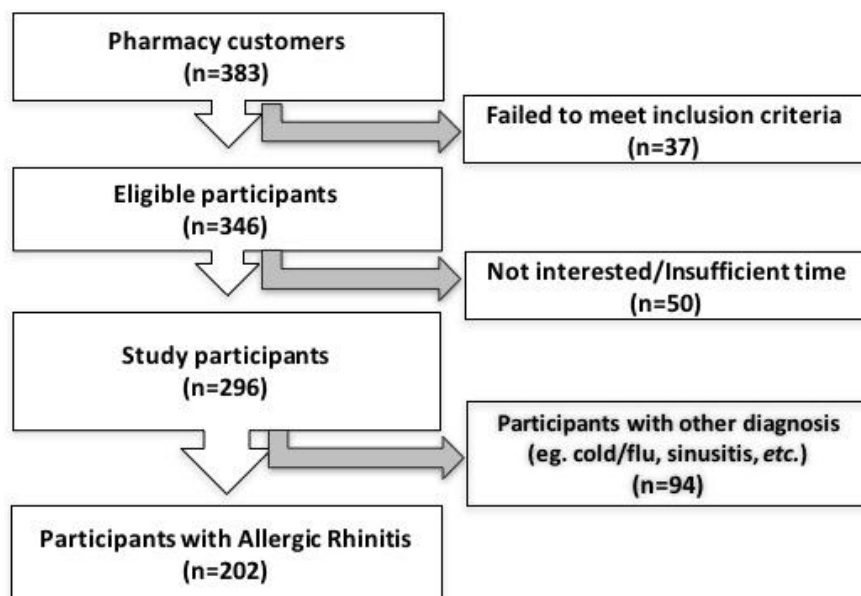 Pharmacy customers
(n=383)
Failed to meet inclusion criteria
(n=37)
Eligible participants
(n=346)
Not interested/Insufficient time
(n=50)
Study participants
(n=296)
Participants with other diagnosis
(eg. cold/flu, sinusitis, etc.)
(n=94)
Participants with Allergic Rhinitis
(n=202)